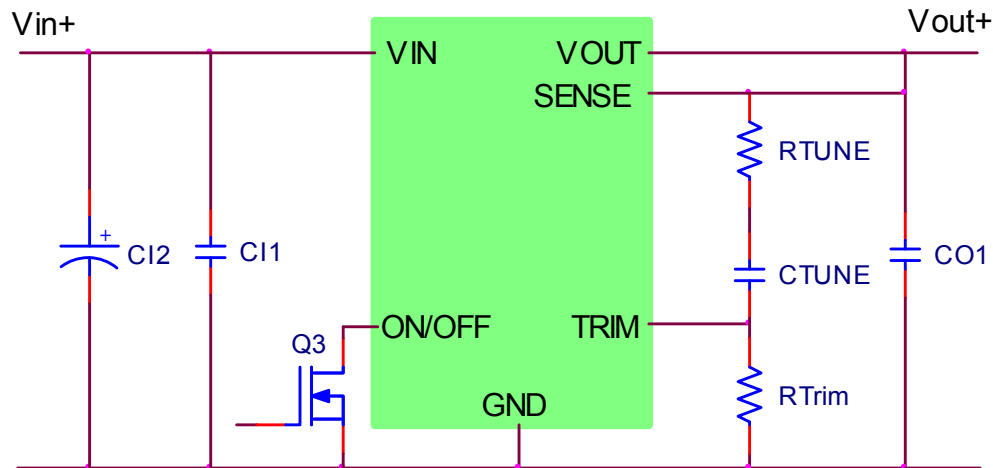 Vin+
Vout+
VIN
VOUT
SENSE
RTUNE
+
CI2
CI1
CTUNE
CO1
ON/OFF
TRIM
Q3
RTrim
GND